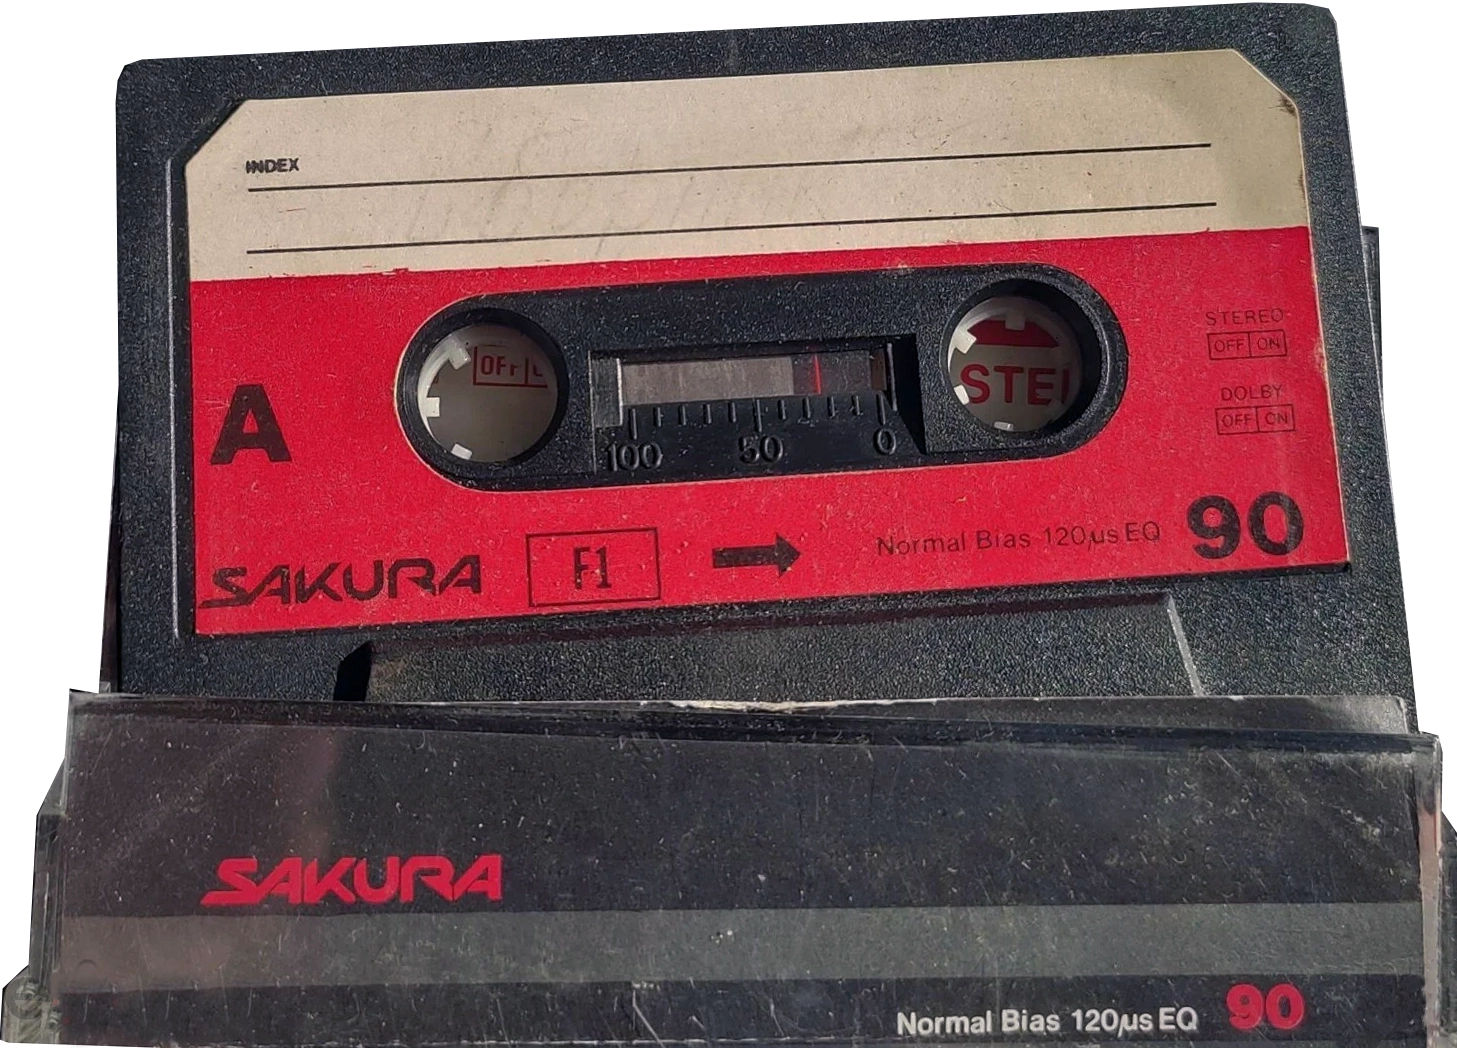 INDEX
STEREO
OFF ON
OFF
STE
A
DOLBY
OFF ON
100 50 0
SAKURA F1 Normal Bias 120µs EQ 90
SAKURA
Normal Bias 120µs EQ 90